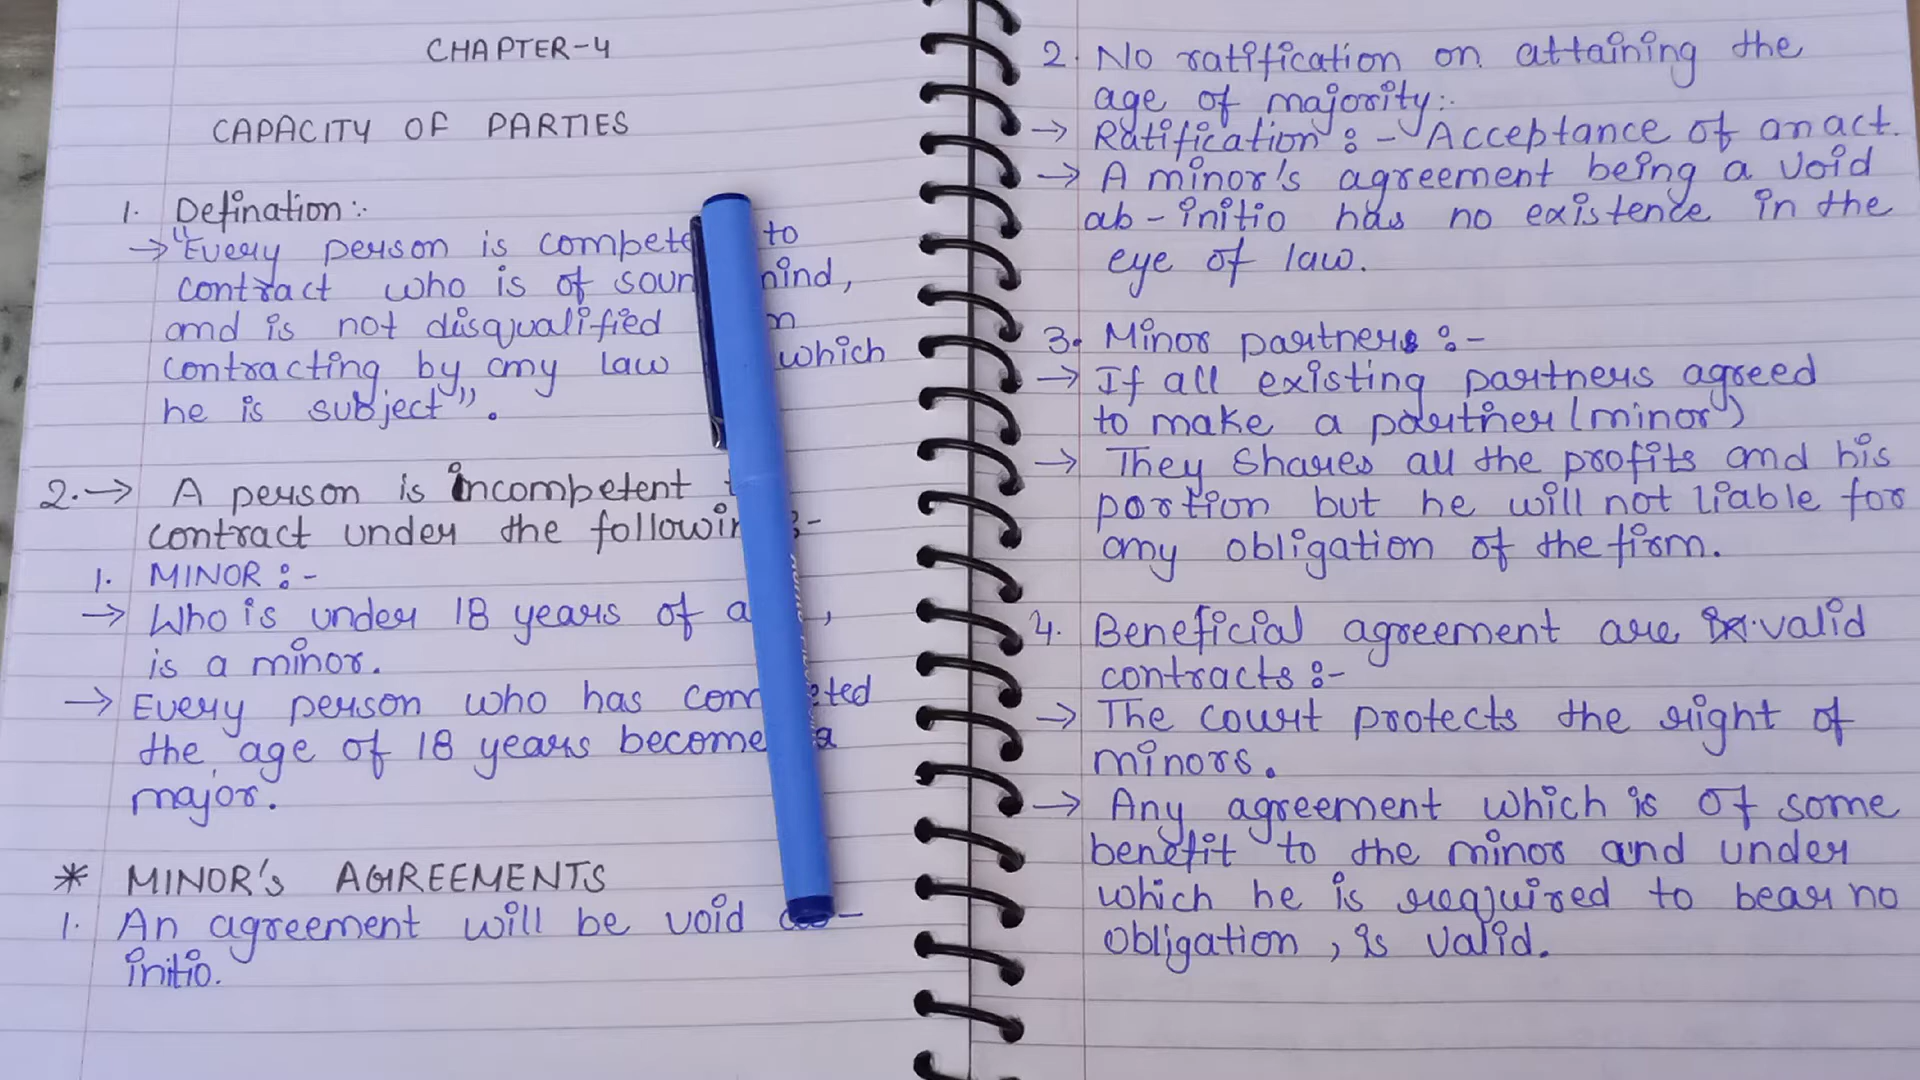 CHAPTER-4
CAPACITY OF PARTIES
1. Defination:-
→ "Every person is compete to
contract who is of soun mind,
and is not disqualified
contracting by any law which
he is subject".
2.→ A person is incompetent
contract under the followin :-
1. MINOR :-
→ Who is under 18 years of a ,
is a minor.
→ Every person who has com eted
the age of 18 years become a
major.
* MINOR's AGREEMENTS
1. An agreement will be void ab-
initio.
2. No ratification on attaining the
age of majority:-
→ Ratification :- Acceptance of an act.
→ A minor's agreement being a void
ab-initio has no existence in the
eye of law.
3. Minor partners :-
→ If all existing partners agreed
to make a partner (minor)
→ They shares all the profits and his
portion but he will not liable for
any obligation of the firm.
4. Beneficial agreement are valid
contracts :-
→ The court protects the right of
minors.
→ Any agreement which is of some
benefit to the minor and under
which he is required to bear no
obligation, is valid.